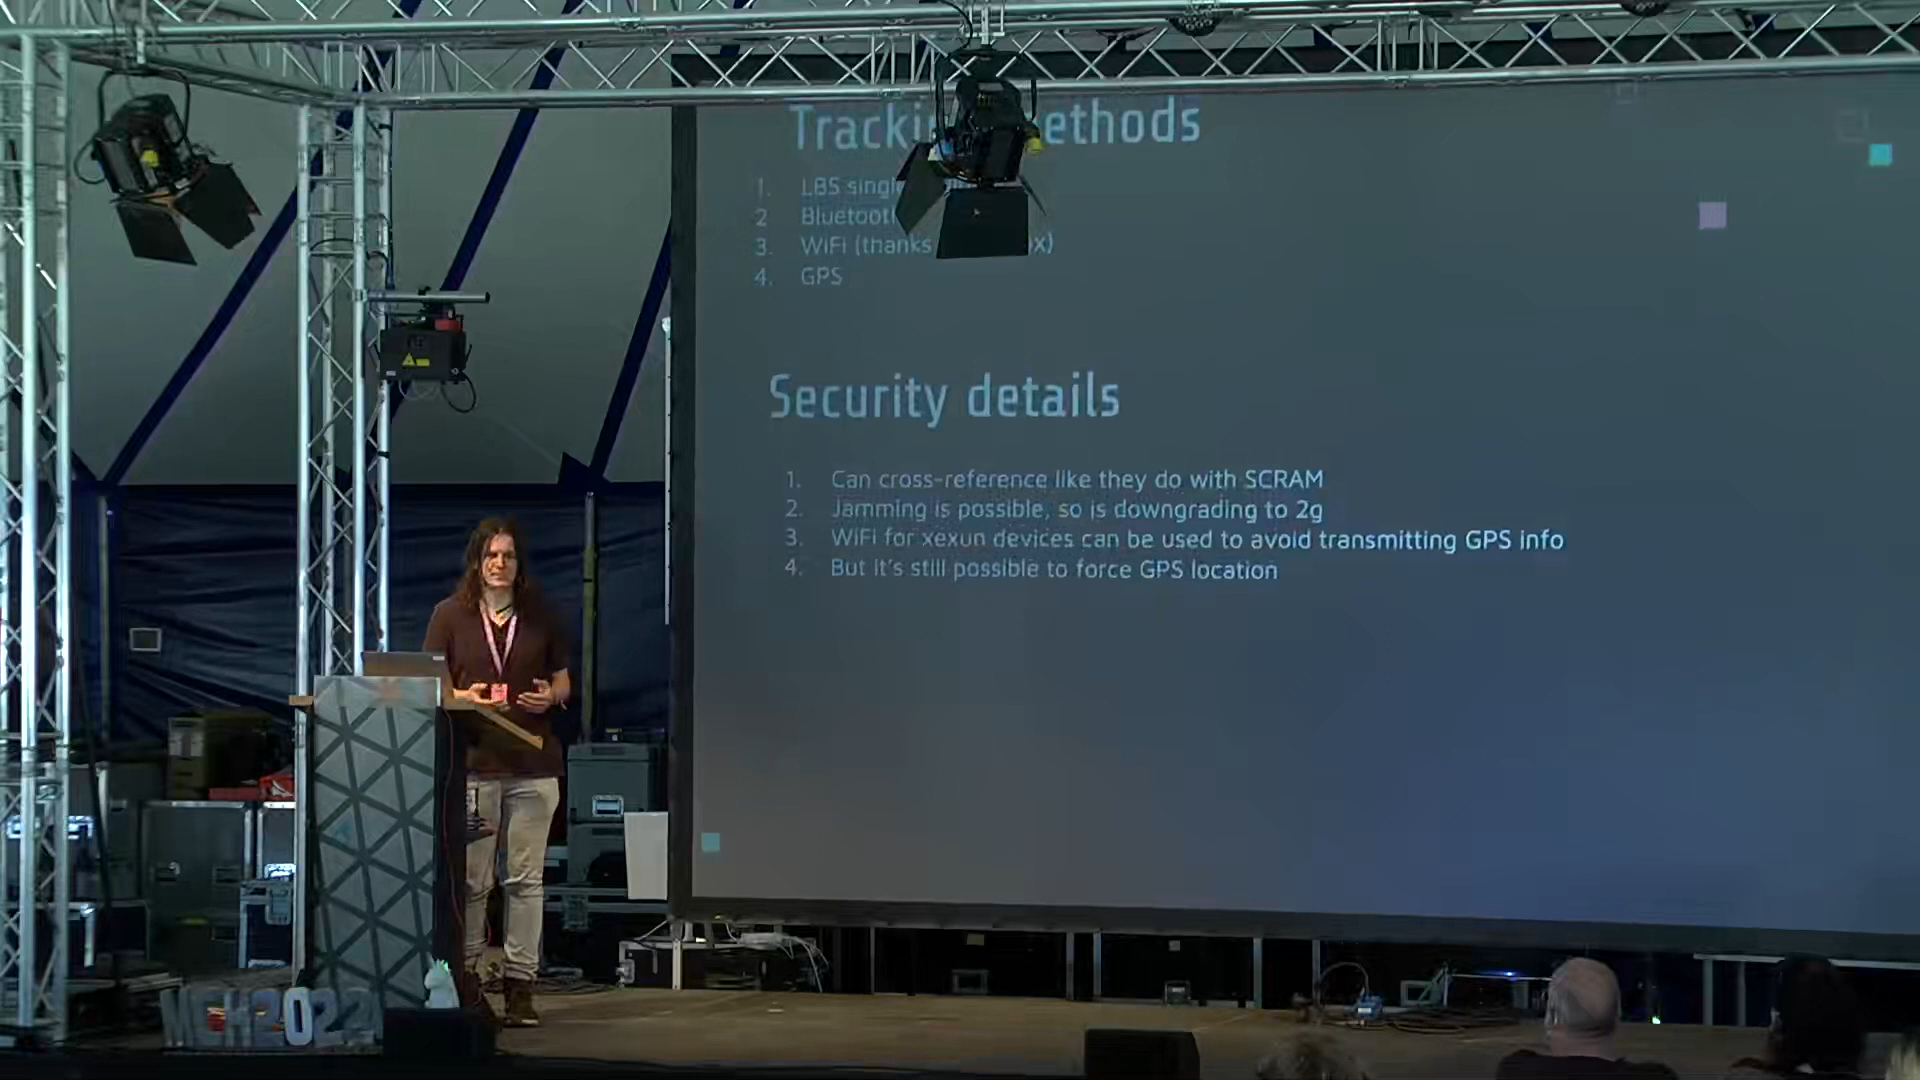 Tracki ethods
1. LBS singl
2 Bluetoot
3. WiFi (thanks x)
4. GPS
Security details
1. Can cross-reference like they do with SCRAM
2. Jamming is possible, so is downgrading to 2g
3. WiFi for xexun devices can be used to avoid transmitting GPS info
4. But it's still possible to force GPS location
MCH2022